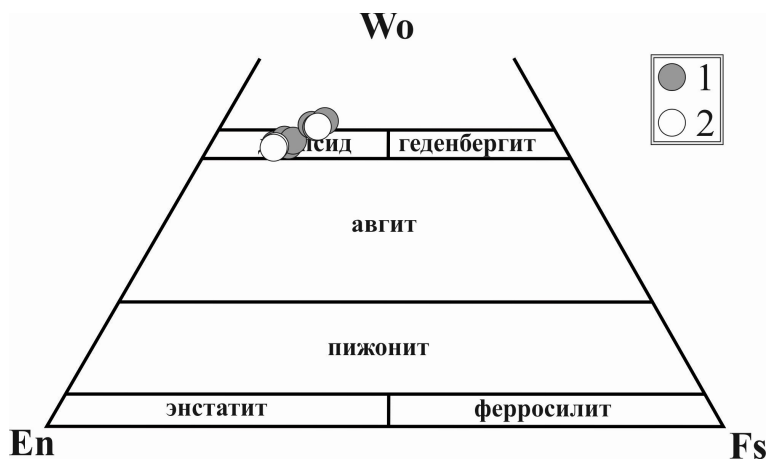 Wo
1
2
геденбергит
авгит
пижонит
энстатит
ферросилит
En
Fs